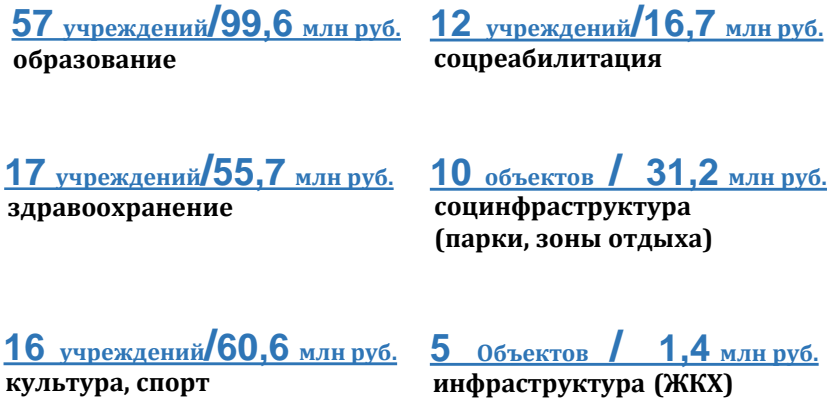 57 учреждений/99,6 млн руб.
образование
12 учреждений/16,7 млн руб.
соцреабилитация
17 учреждений/55,7 млн руб.
здравоохранение
10 объектов / 31,2 млн руб.
социнфраструктура
(парки, зоны отдыха)
16 учреждений/60,6 млн руб.
культура, спорт
5 Объектов / 1,4 млн руб.
инфраструктура (ЖКХ)